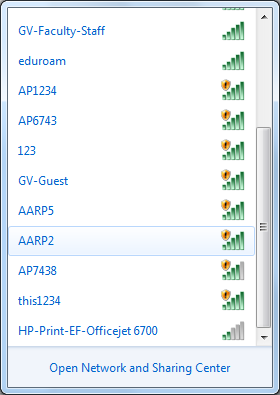 GV-Faculty-Staff
eduroam
AP1234
AP6743
123
GV-Guest
AARP5
AARP2
AP7438
this1234
HP-Print-EF-Officejet 6700
Open Network and Sharing Center